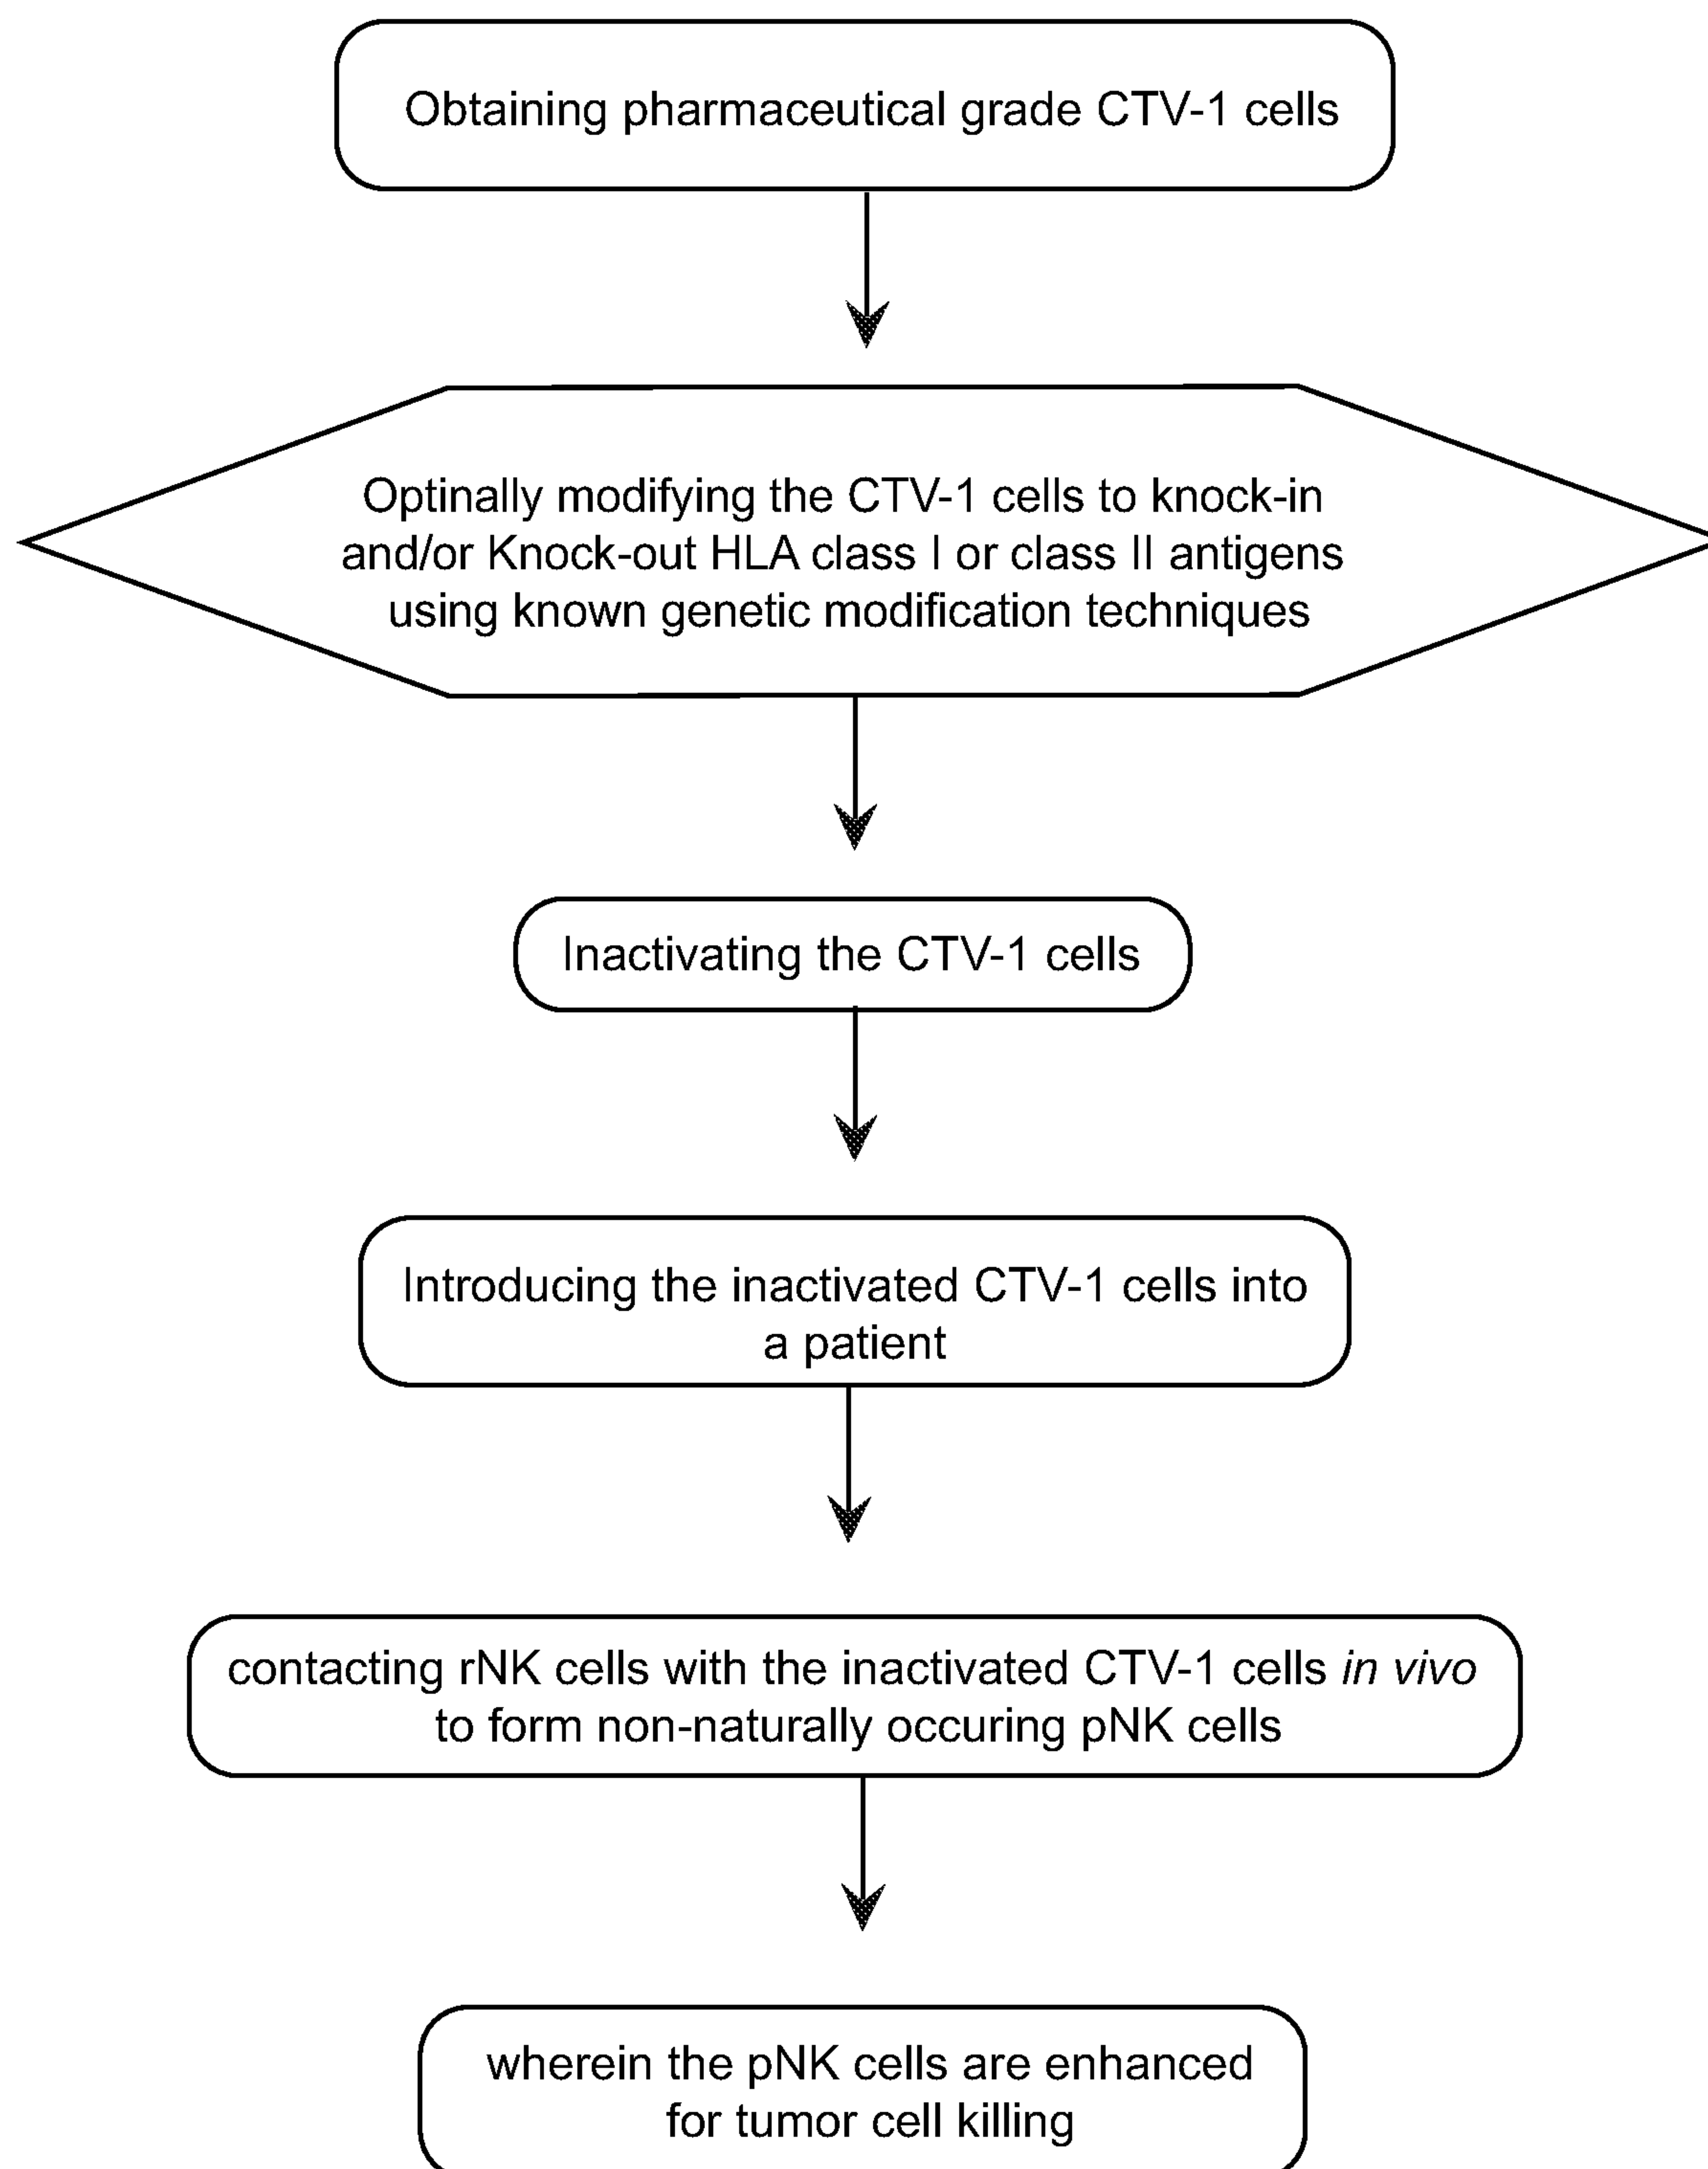 Obtaining pharmaceutical grade CTV-1 cells
Optinally modifying the CTV-1 cells to knock-in
and/or Knock-out HLA class I or class II antigens
using known genetic modification techniques
Inactivating the CTV-1 cells
Introducing the inactivated CTV-1 cells into
a patient
contacting rNK cells with the inactivated CTV-1 cells in vivo
to form non-naturally occuring pNK cells
wherein the pNK cells are enhanced
for tumor cell killing